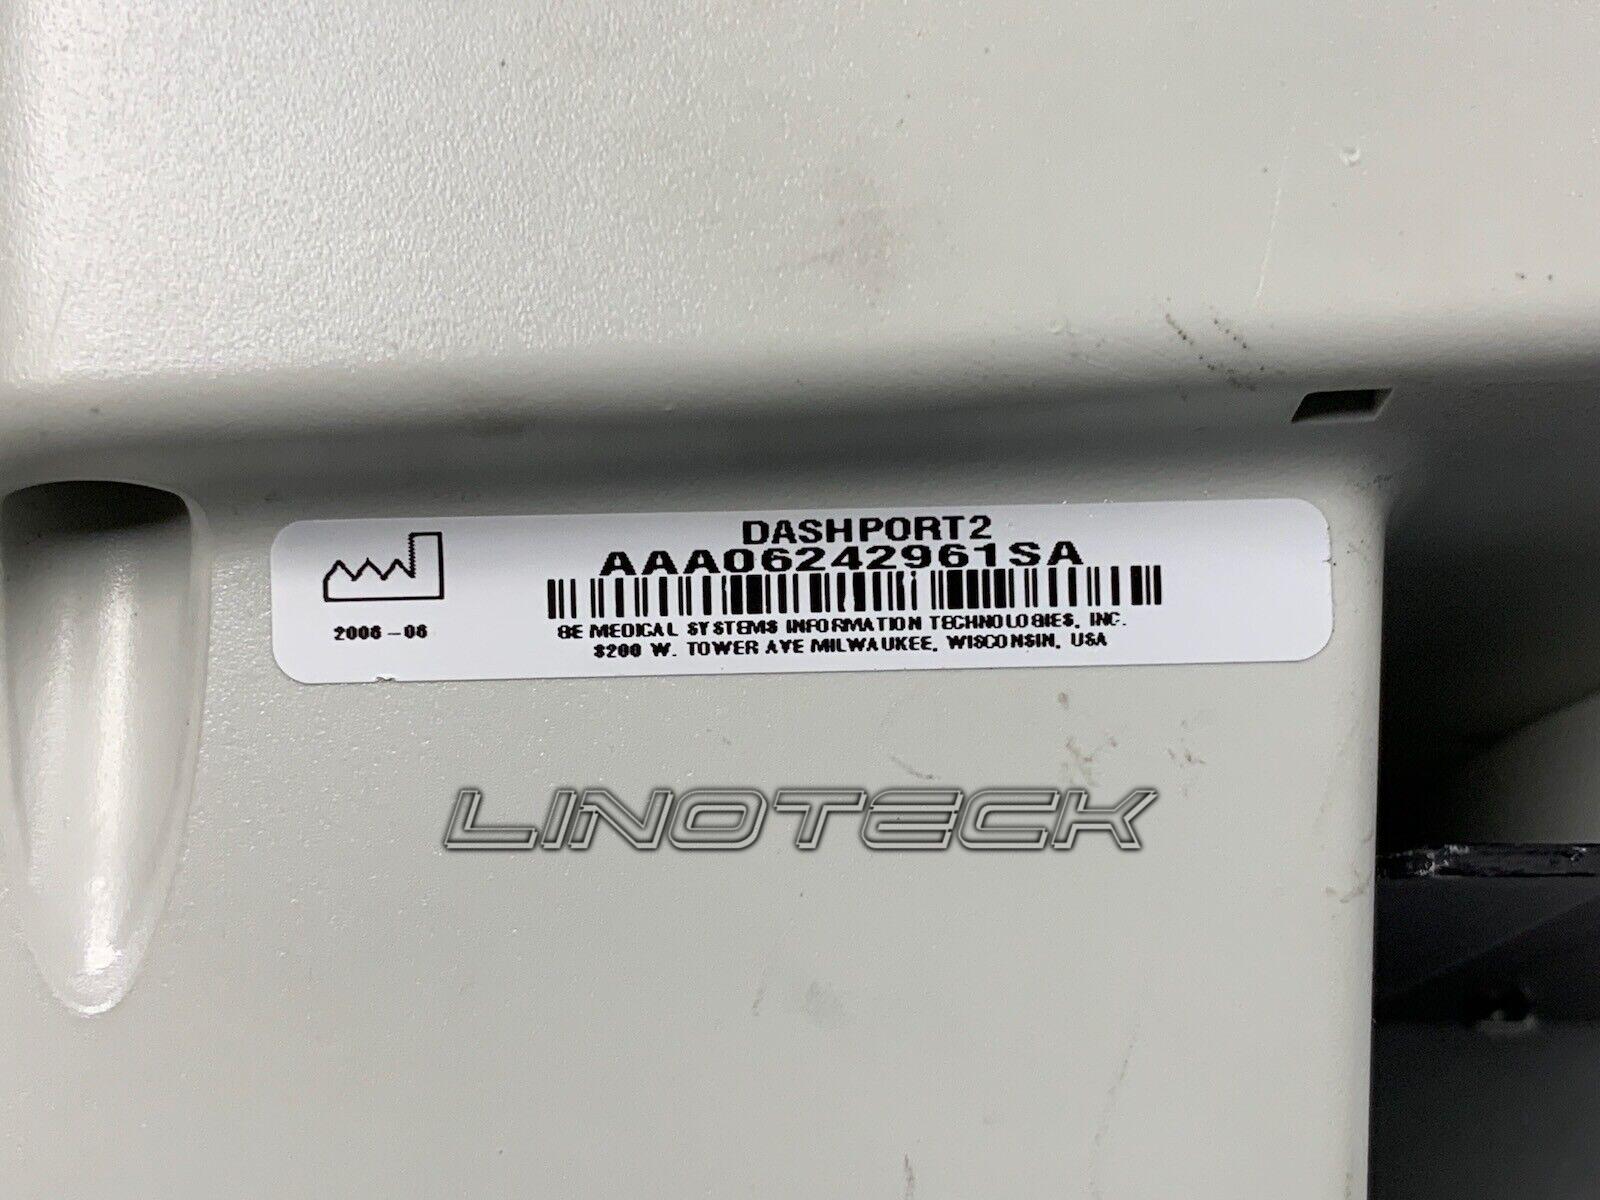 DASHPORT2
AAA06242961SA
2006-06
GE MEDICAL SYSTEMS INFORMATION TECHNOLOGIES, INC.
8200 W. TOWER AVE MILWAUKEE, WISCONSIN, USA
LINOTECK